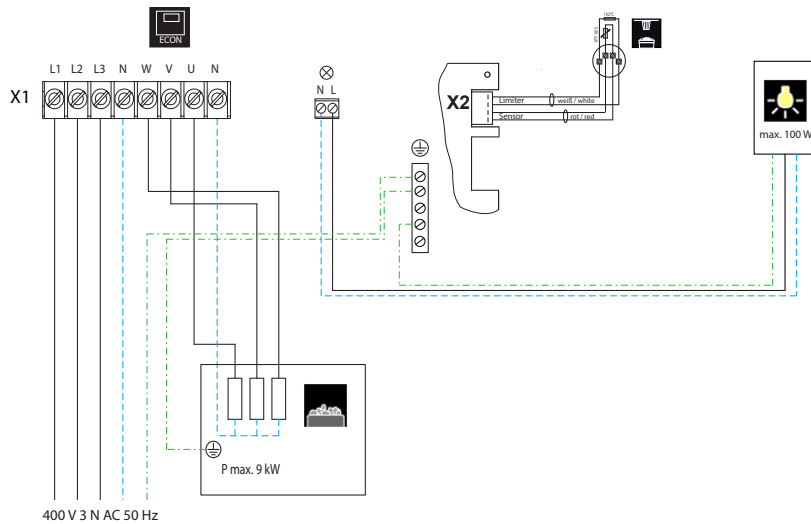 ECON
L1 L2 L3 N W V U N
X1
N L
X2
Limiter
weiß / white
Sensor
rot / red
142°C
max. 100 W
P max. 9 kW
400 V 3 N AC 50 Hz